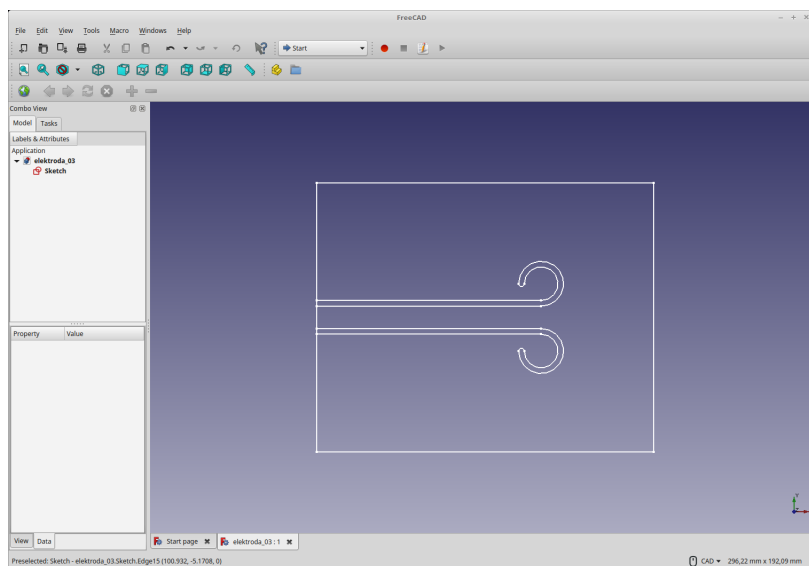 FreeCAD
File Edit View Tools Macro Windows Help
Start
Combo View
Model Tasks
Labels & Attributes
Application
elektroda_03
Sketch
Property Value
View Data
Start page elektroda_03 : 1
Y
Preselected: Sketch - elektroda_03.Sketch.Edge15 (100.932, -5.1708, 0)
CAD 296,22 mm x 192,09 mm